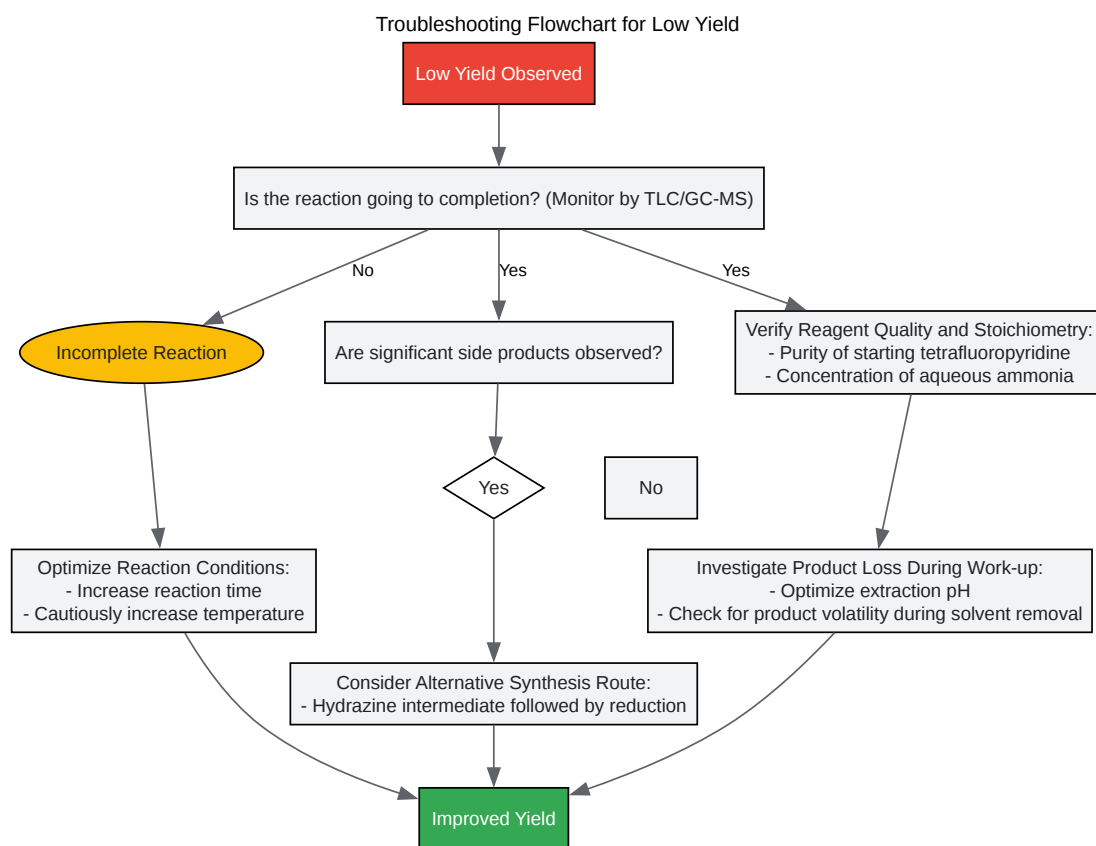 Troubleshooting Flowchart for Low Yield
Low Yield Observed
Is the reaction going to completion? (Monitor by TLC/GC-MS)
No
Yes
Yes
Incomplete Reaction
Are significant side products observed?
Verify Reagent Quality and Stoichiometry:
- Purity of starting tetrafluoropyridine
- Concentration of aqueous ammonia
Yes
No
Optimize Reaction Conditions:
- Increase reaction time
- Cautiously increase temperature
Investigate Product Loss During Work-up:
- Optimize extraction pH
- Check for product volatility during solvent removal
Consider Alternative Synthesis Route:
- Hydrazine intermediate followed by reduction
Improved Yield